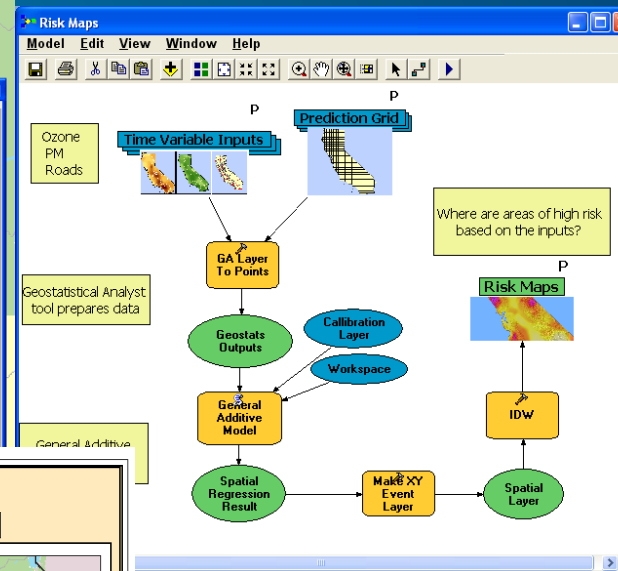 Risk Maps
Model Edit View Window Help
P
P
Prediction Grid
Ozone
PM
Roads
Time Variable Inputs
Where are areas of high risk
based on the inputs?
GA Layer
To Points
P
Risk Maps
Geostatistical Analyst
tool prepares data
Geostats
Outputs
Callibration
Layer
Workspace
General
Additive
Model
IDW
General Additive
Spatial
Regression
Result
Make XY
Event
Layer
Spatial
Layer